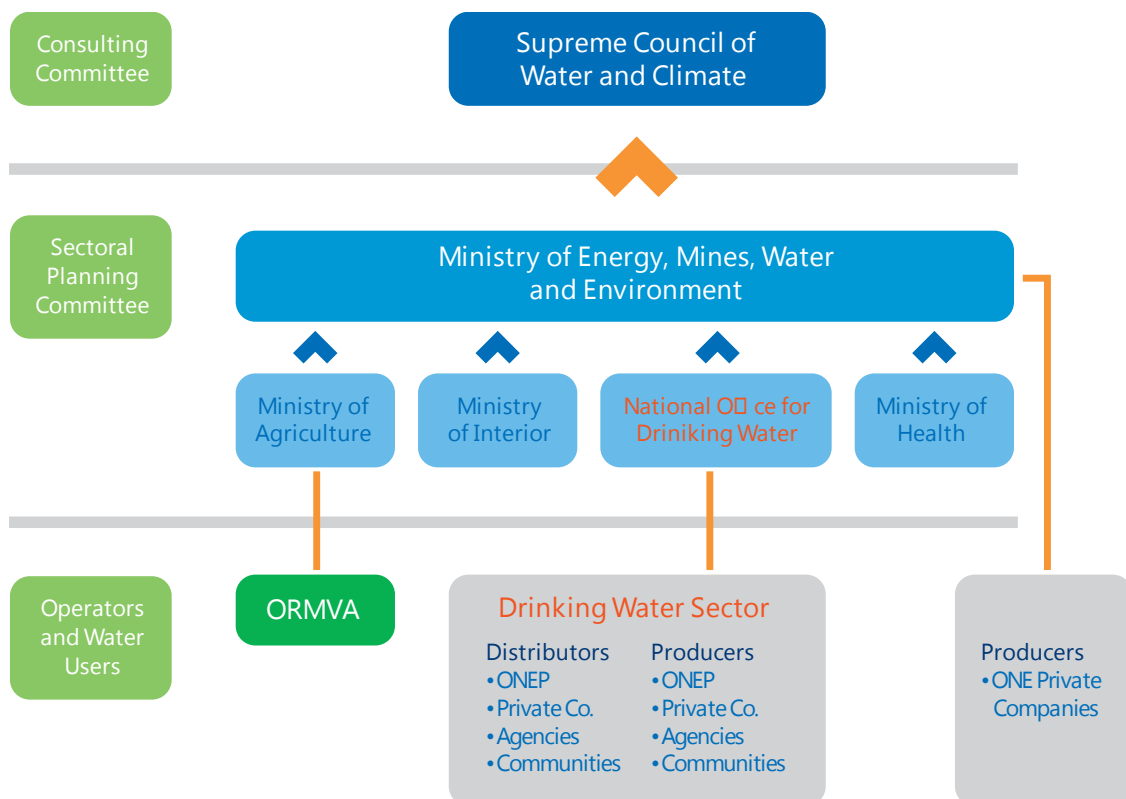 Consulting
Committee
Supreme Council of
Water and Climate
Sectoral
Planning
Committee
Ministry of Energy, Mines, Water
and Environment
Ministry of
Agriculture
Ministry
of Interior
National O□ ce for
Driniking Water
Ministry of
Health
Operators
and Water
Users
ORMVA
Drinking Water Sector
Distributors
• ONEP
• Private Co.
• Agencies
• Communities
Producers
• ONEP
• Private Co.
• Agencies
• Communities
Producers
• ONE Private
Companies